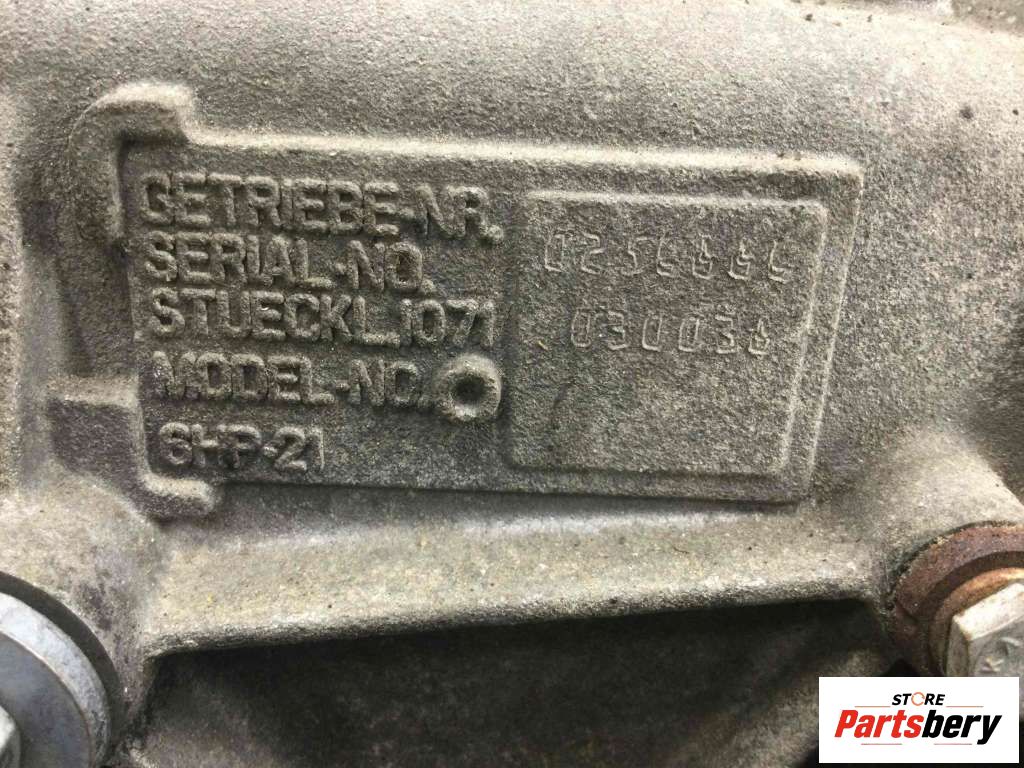 GETRIEBE-NR.
SERIAL-NO.
STUECKL.1071
MODEL-NO.
6HP-21
030036
STORE
Partsbery